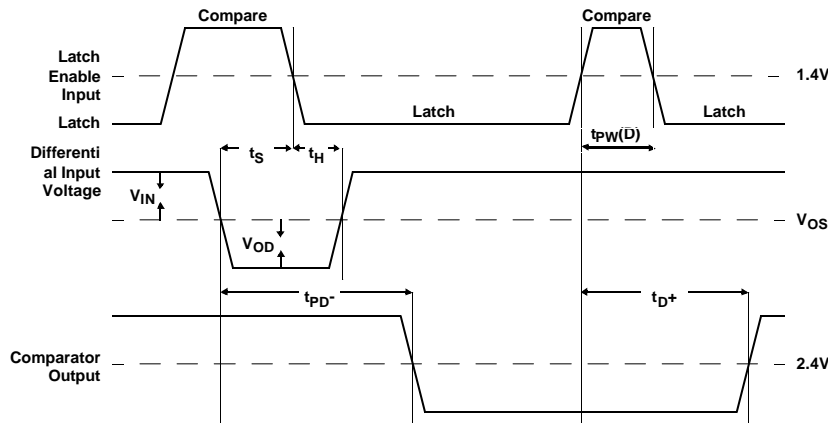 Compare
Compare
Latch
Enable
Input
1.4V
Latch
Latch
Latch
tPW(D)
Differenti
al Input
Voltage
tS
tH
VIN
VOS
VOD
tPD-
tD+
Comparator
Output
2.4V